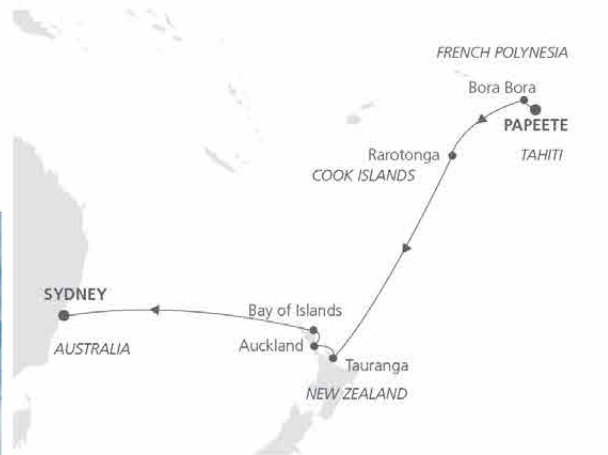 FRENCH POLYNESIA
Bora Bora
PAPEETE
Rarotonga
TAHITI
COOK ISLANDS
SYDNEY
Bay of Islands
Auckland
AUSTRALIA
Tauranga
NEW ZEALAND